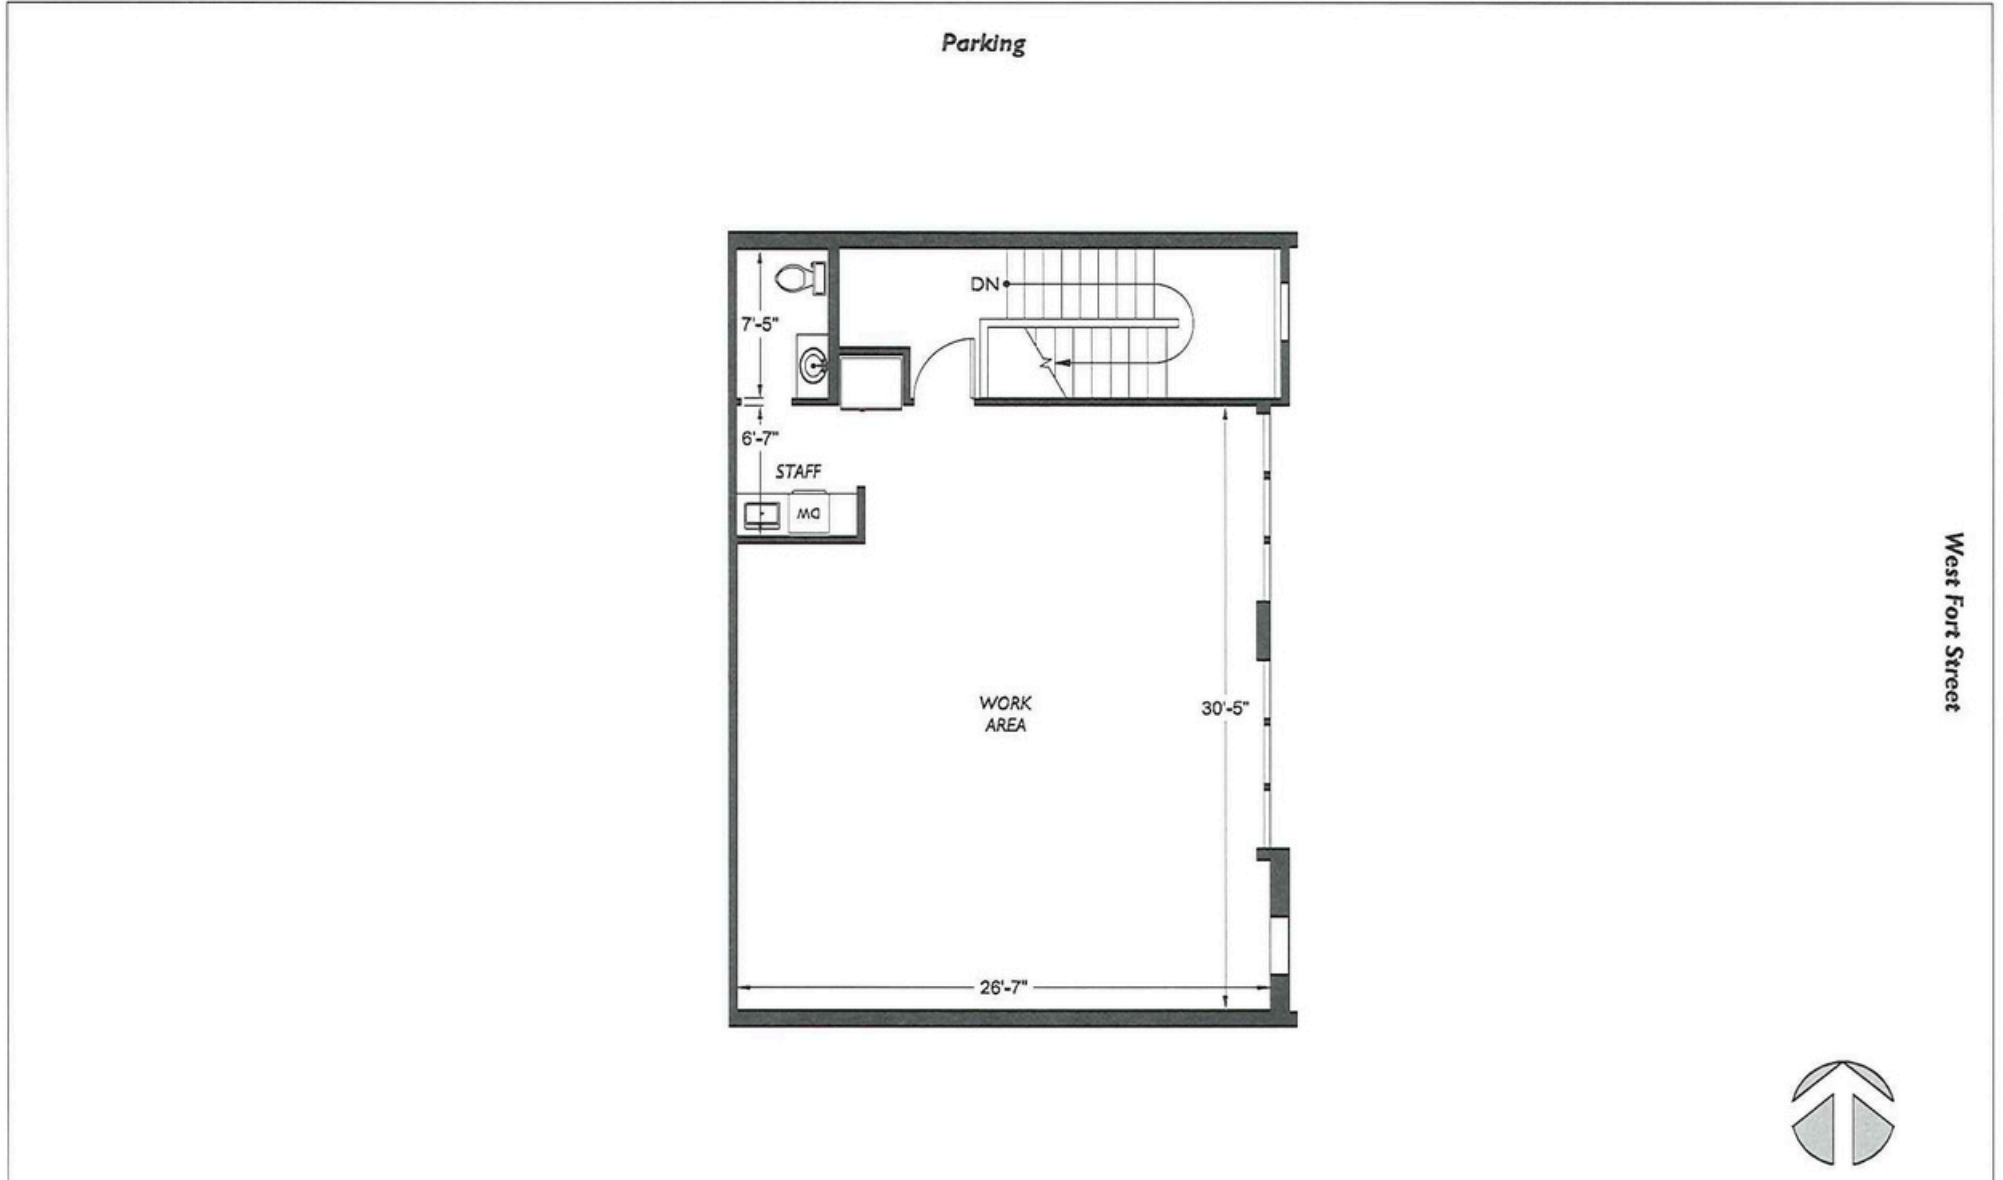 Parking
DN
7'-5"
6'-7"
STAFF
DW
West Fort Street
WORK
AREA
30'-5"
26'-7"